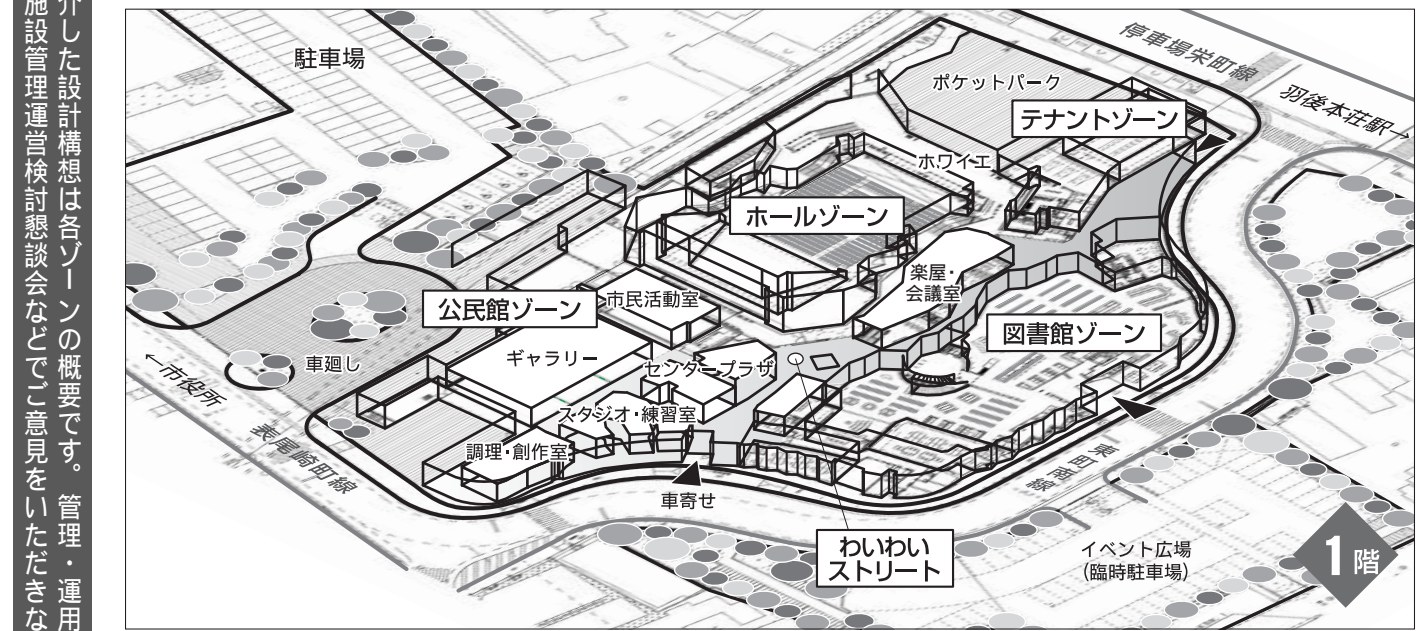 介した設計構想は各ゾーンの概要です。管理・運用
施設管理運営検討懇談会などでご意見をいただきな
駐車場
停車場栄町線
羽後本荘駅→
ポケットパーク
テナントゾーン
ホワイエ
ホールゾーン
楽屋・
会議室
市民活動室
公民館ゾーン
図書館ゾーン
ギャラリー
センタープラザ
車廻し
←市役所
スタジオ・練習室
調理・創作室
表尾崎町線
車寄せ
東町裏線
わいわい
ストリート
イベント広場
(臨時駐車場)
1階